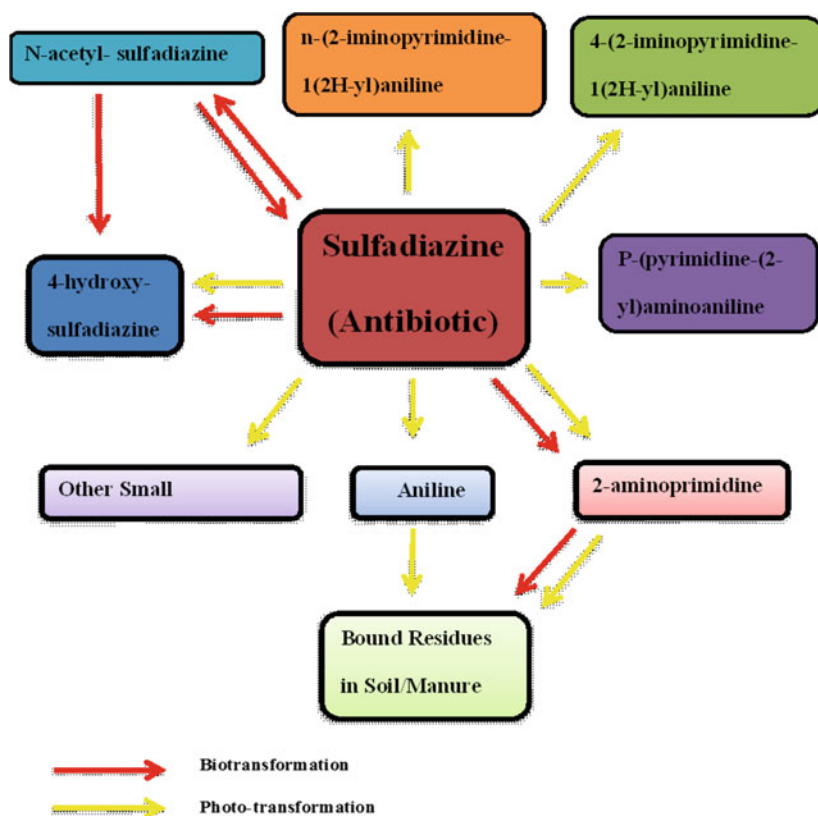 N-acetyl- sulfadiazine
n-(2-iminopyrimidine-
1(2H-yl)aniline
4-(2-iminopyrimidine-
1(2H-yl)aniline
Sulfadiazine
(Antibiotic)
4-hydroxy-
sulfadiazine
P-(pyrimidine-(2-
yl)aminoaniline
Other Small
Aniline
2-aminoprimidine
Bound Residues
in Soil/Manure
Biotransformation
Photo-transformation